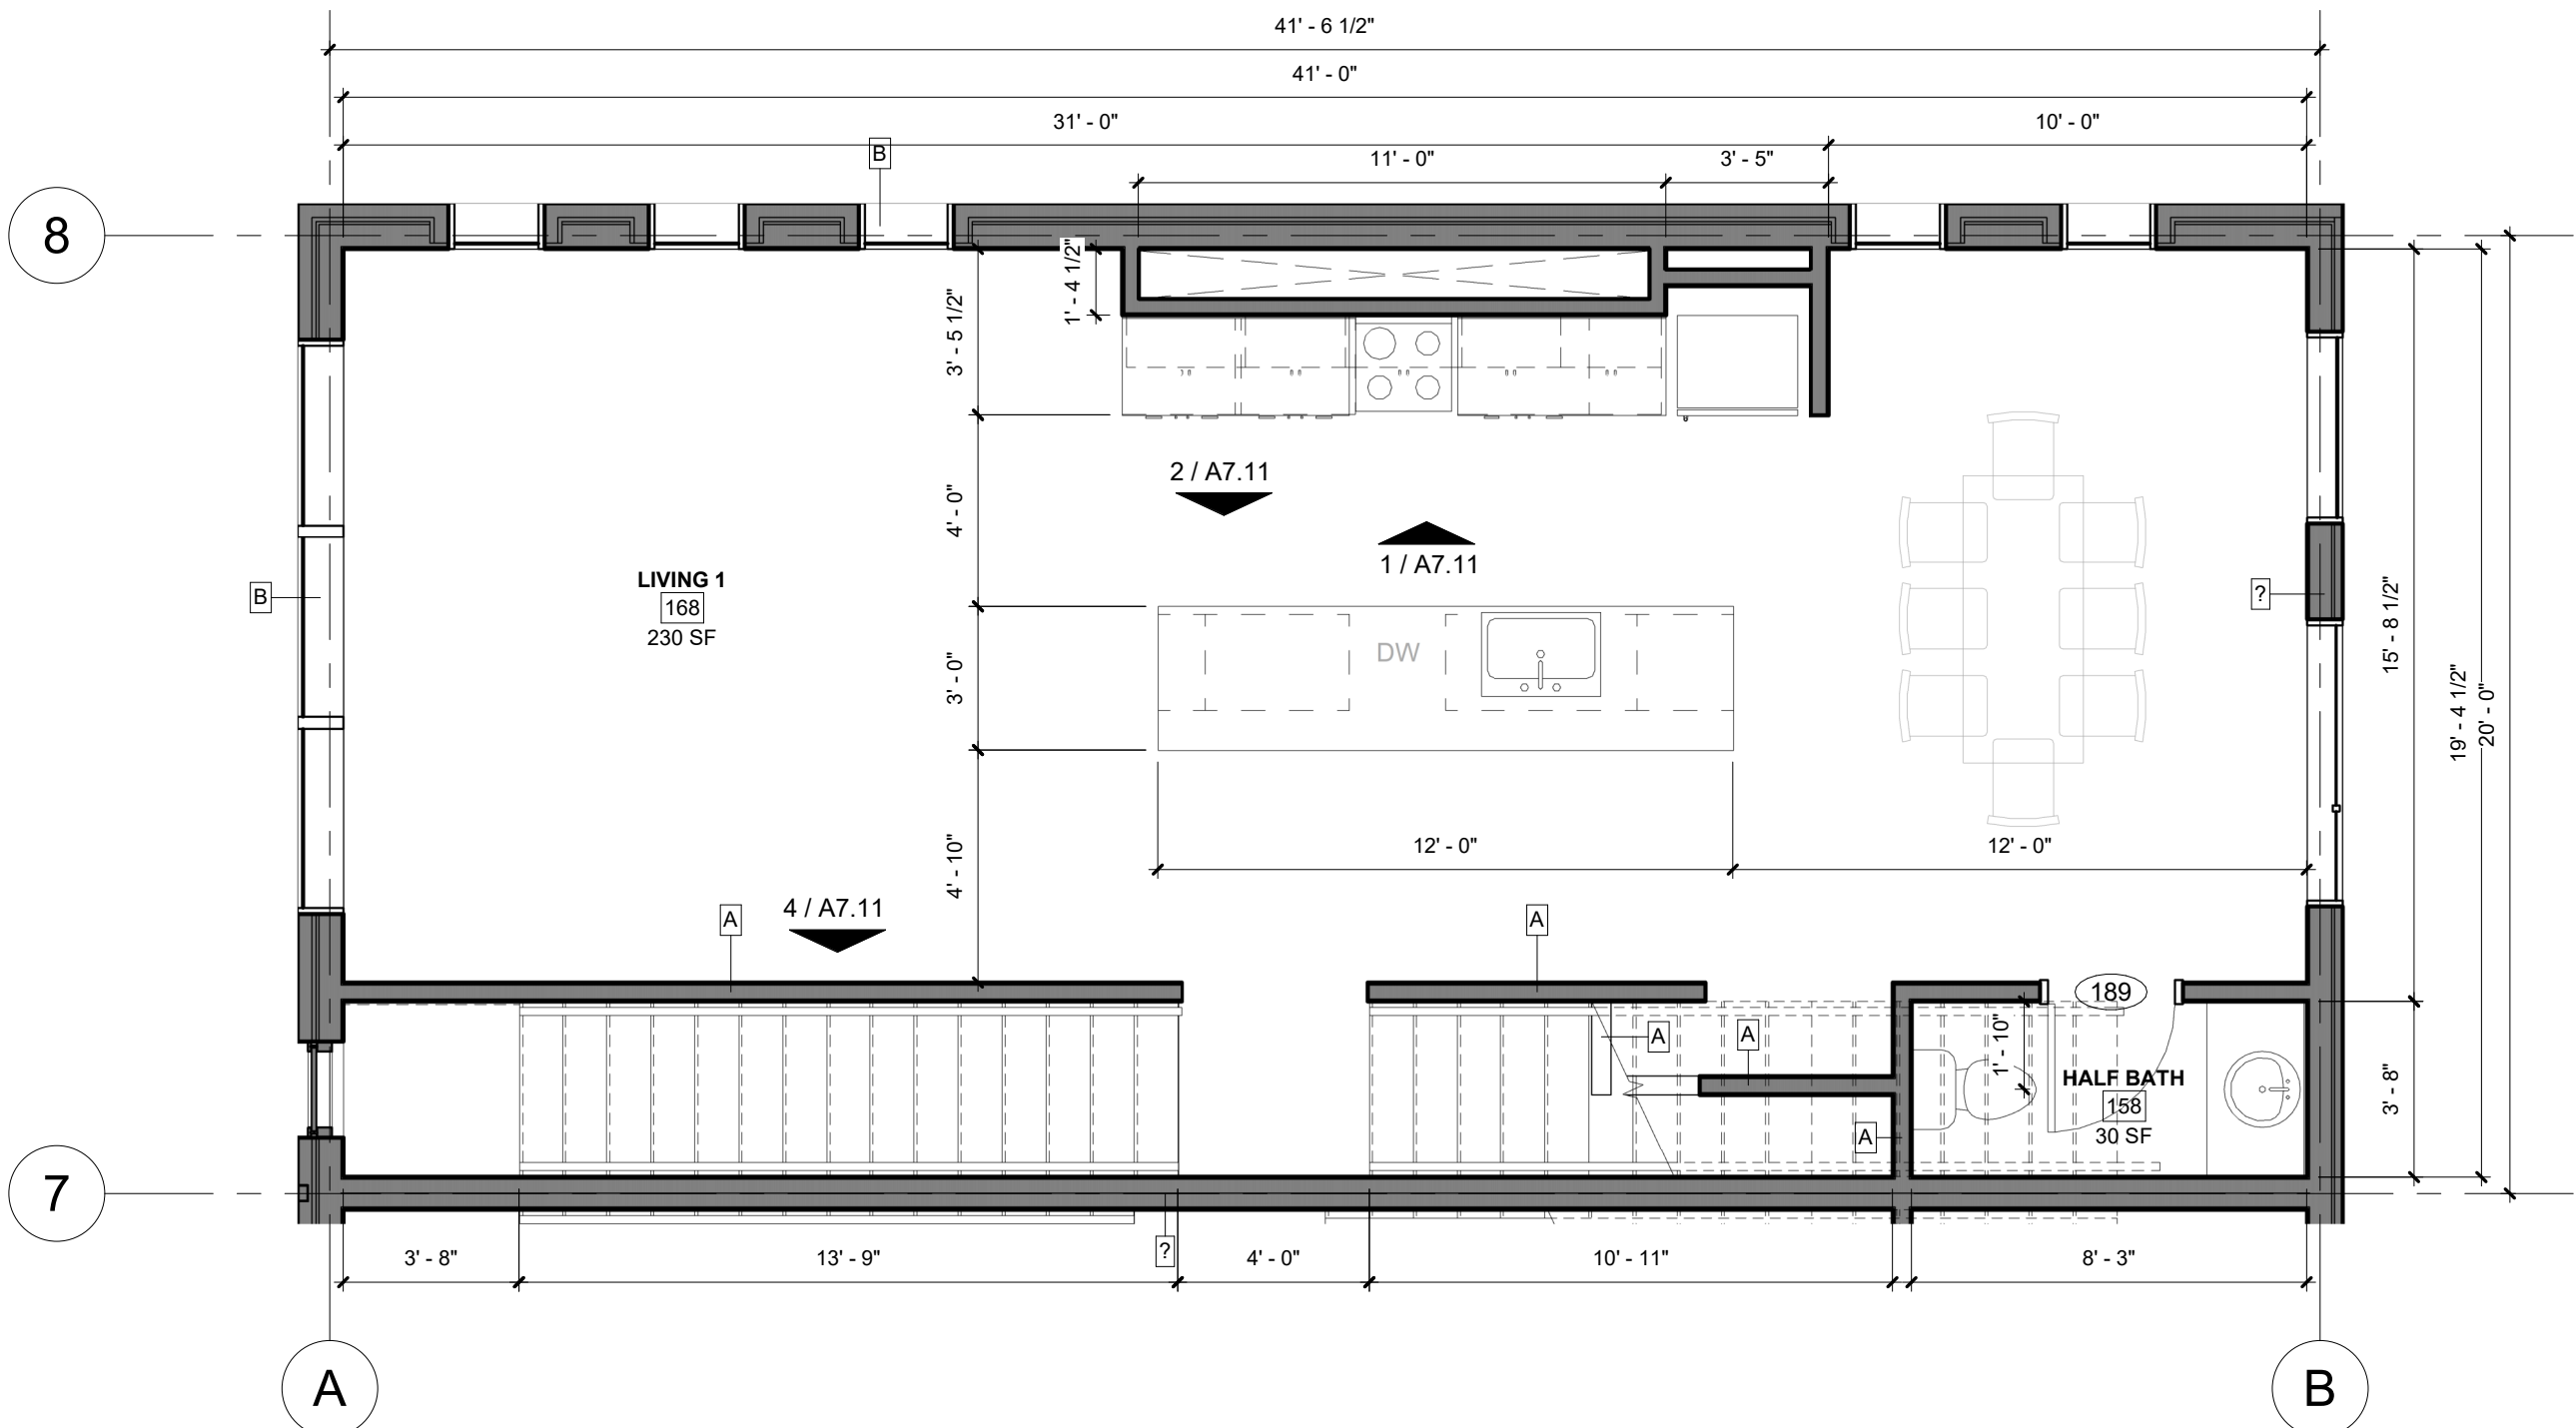 41' - 6 1/2"
41' - 0"
31' - 0"
10' - 0"
B
11' - 0"
3' - 5"
8
1' - 4 1/2"
3' - 5 1/2"
2 / A7.11
4' - 0"
1 / A7.11
LIVING 1
168
230 SF
B
?
15' - 8 1/2"
19' - 4 1/2"
20' - 0"
DW
3' - 0"
12' - 0"
12' - 0"
4' - 10"
4 / A7.11
A
A
189
A
A
1' - 10"
HALF BATH
158
30 SF
3' - 8"
A
7
?
3' - 8"
13' - 9"
4' - 0"
10' - 11"
8' - 3"
A
B